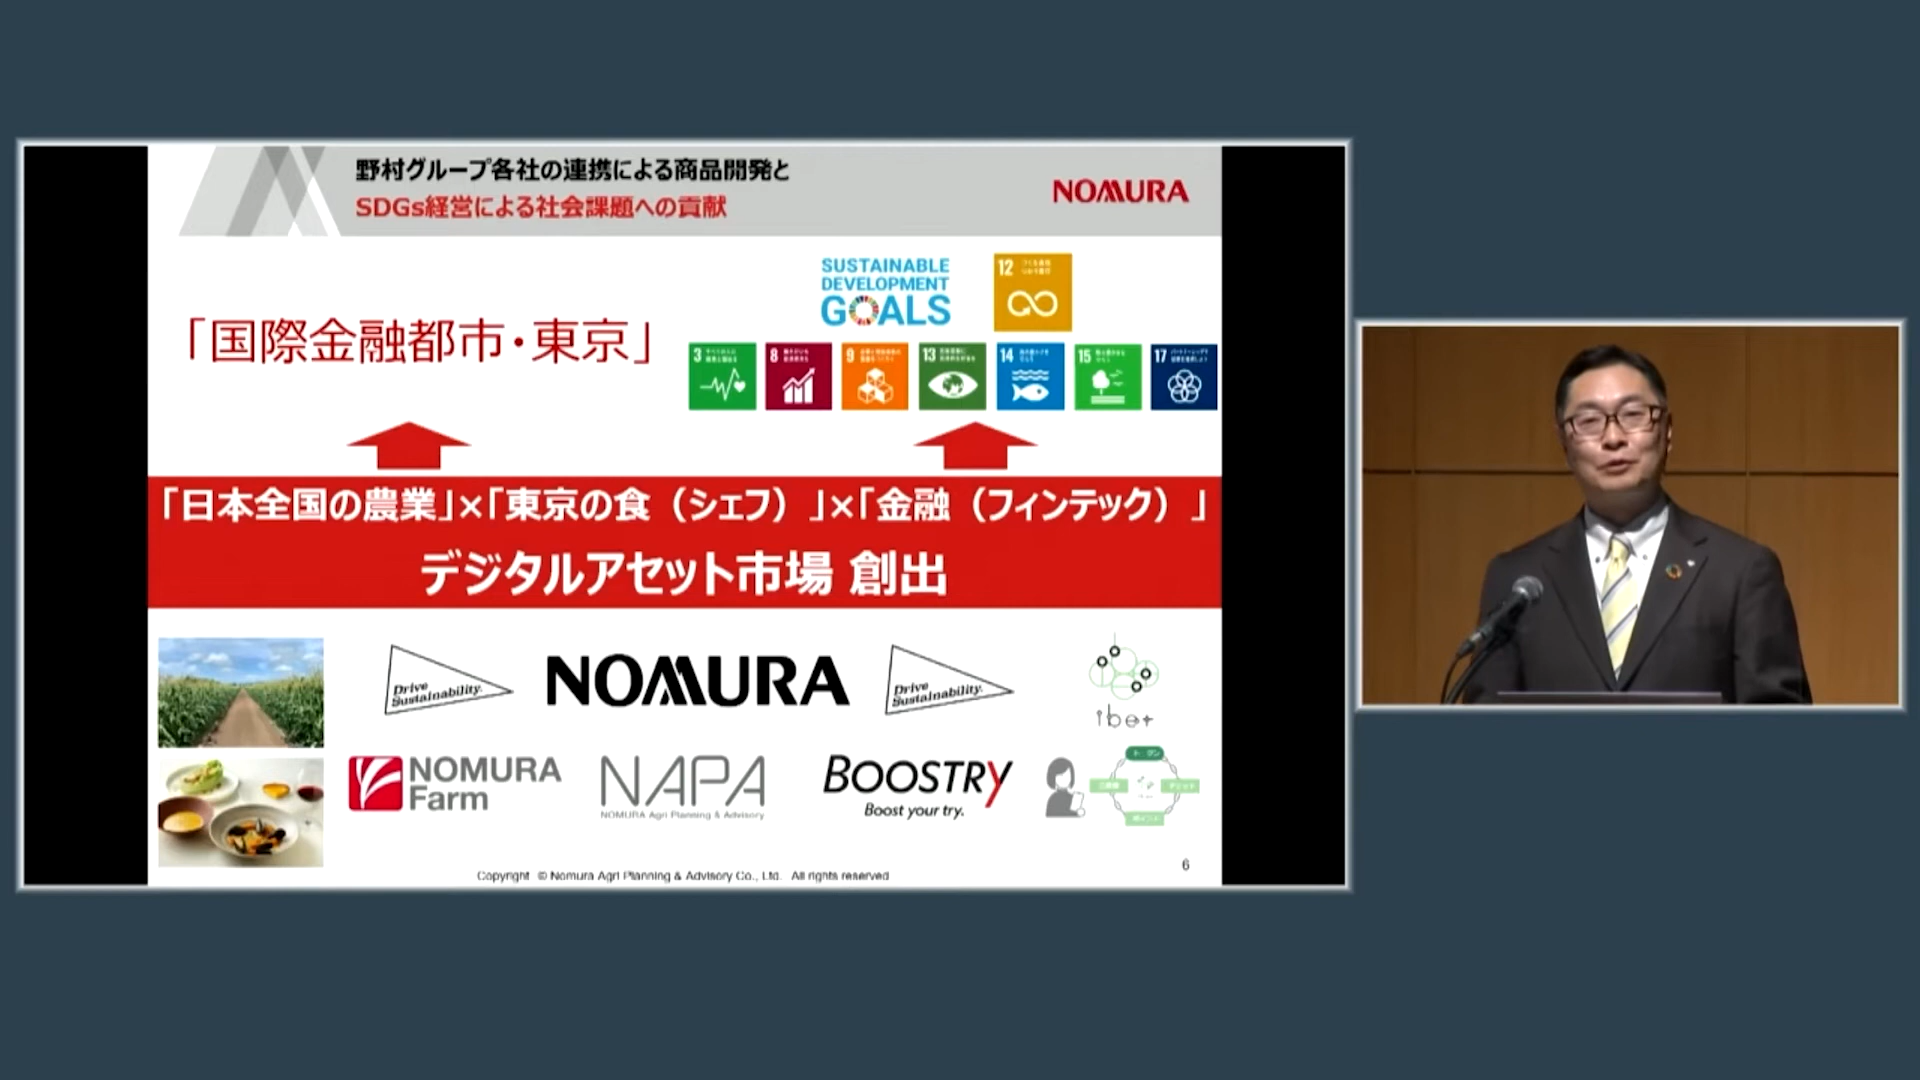 野村グループ各社の連携による商品開発と
SDGs経営による社会課題への貢献
NOMURA
「国際金融都市・東京」
SUSTAINABLE
DEVELOPMENT
GOALS
12
3
8
9
13
14
15
17
「日本全国の農業」×「東京の食（シェフ）」×「金融（フィンテック）」
デジタルアセット市場 創出
Drive
Sustainability.
NOMURA
Drive
Sustainability.
ibet
NOMURA
Farm
NAPA
NOMURA Agri Planning & Advisory
BOOSTRY
Boost your try.
Copyright © Nomura Agri Planning & Advisory Co., Ltd. All rights reserved
6